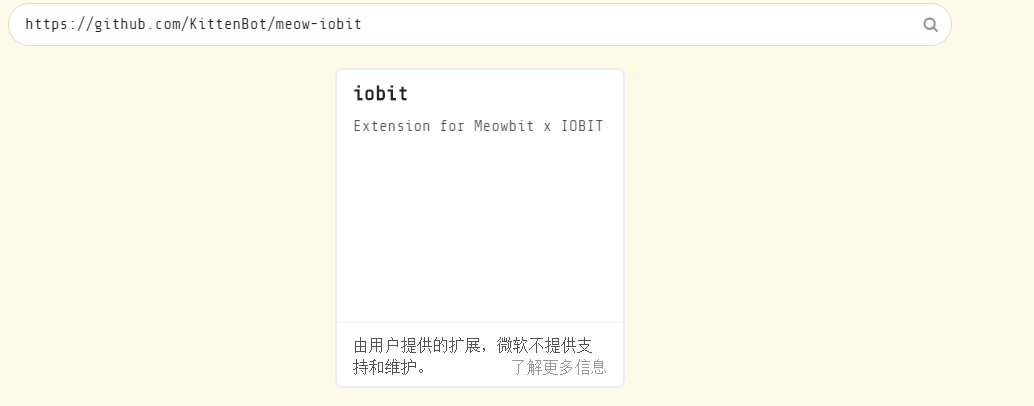 https://github.com/KittenBot/meow-iobit
iobit
Extension for Meowbit x IOBIT
由用户提供的扩展，微软不提供支
持和维护。
了解更多信息